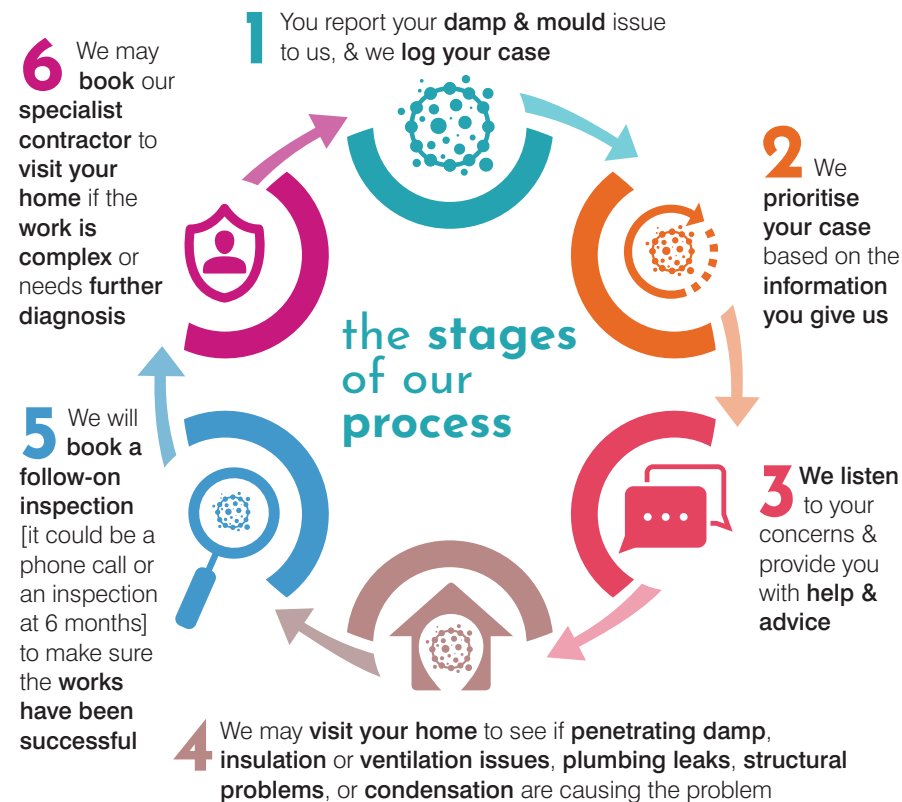 the stages
of our
process
1 You report your damp & mould issue
to us, & we log your case
2 We
prioritise
your case
based on the
information
you give us
3 We listen
to your
concerns &
provide you
with help &
advice
4 We may visit your home to see if penetrating damp,
insulation or ventilation issues, plumbing leaks, structural
problems, or condensation are causing the problem
5 We will
book a
follow-on
inspection
[it could be a
phone call or
an inspection
at 6 months]
to make sure
the works
have been
successful
6 We may
book our
specialist
contractor to
visit your
home if the
work is
complex or
needs further
diagnosis